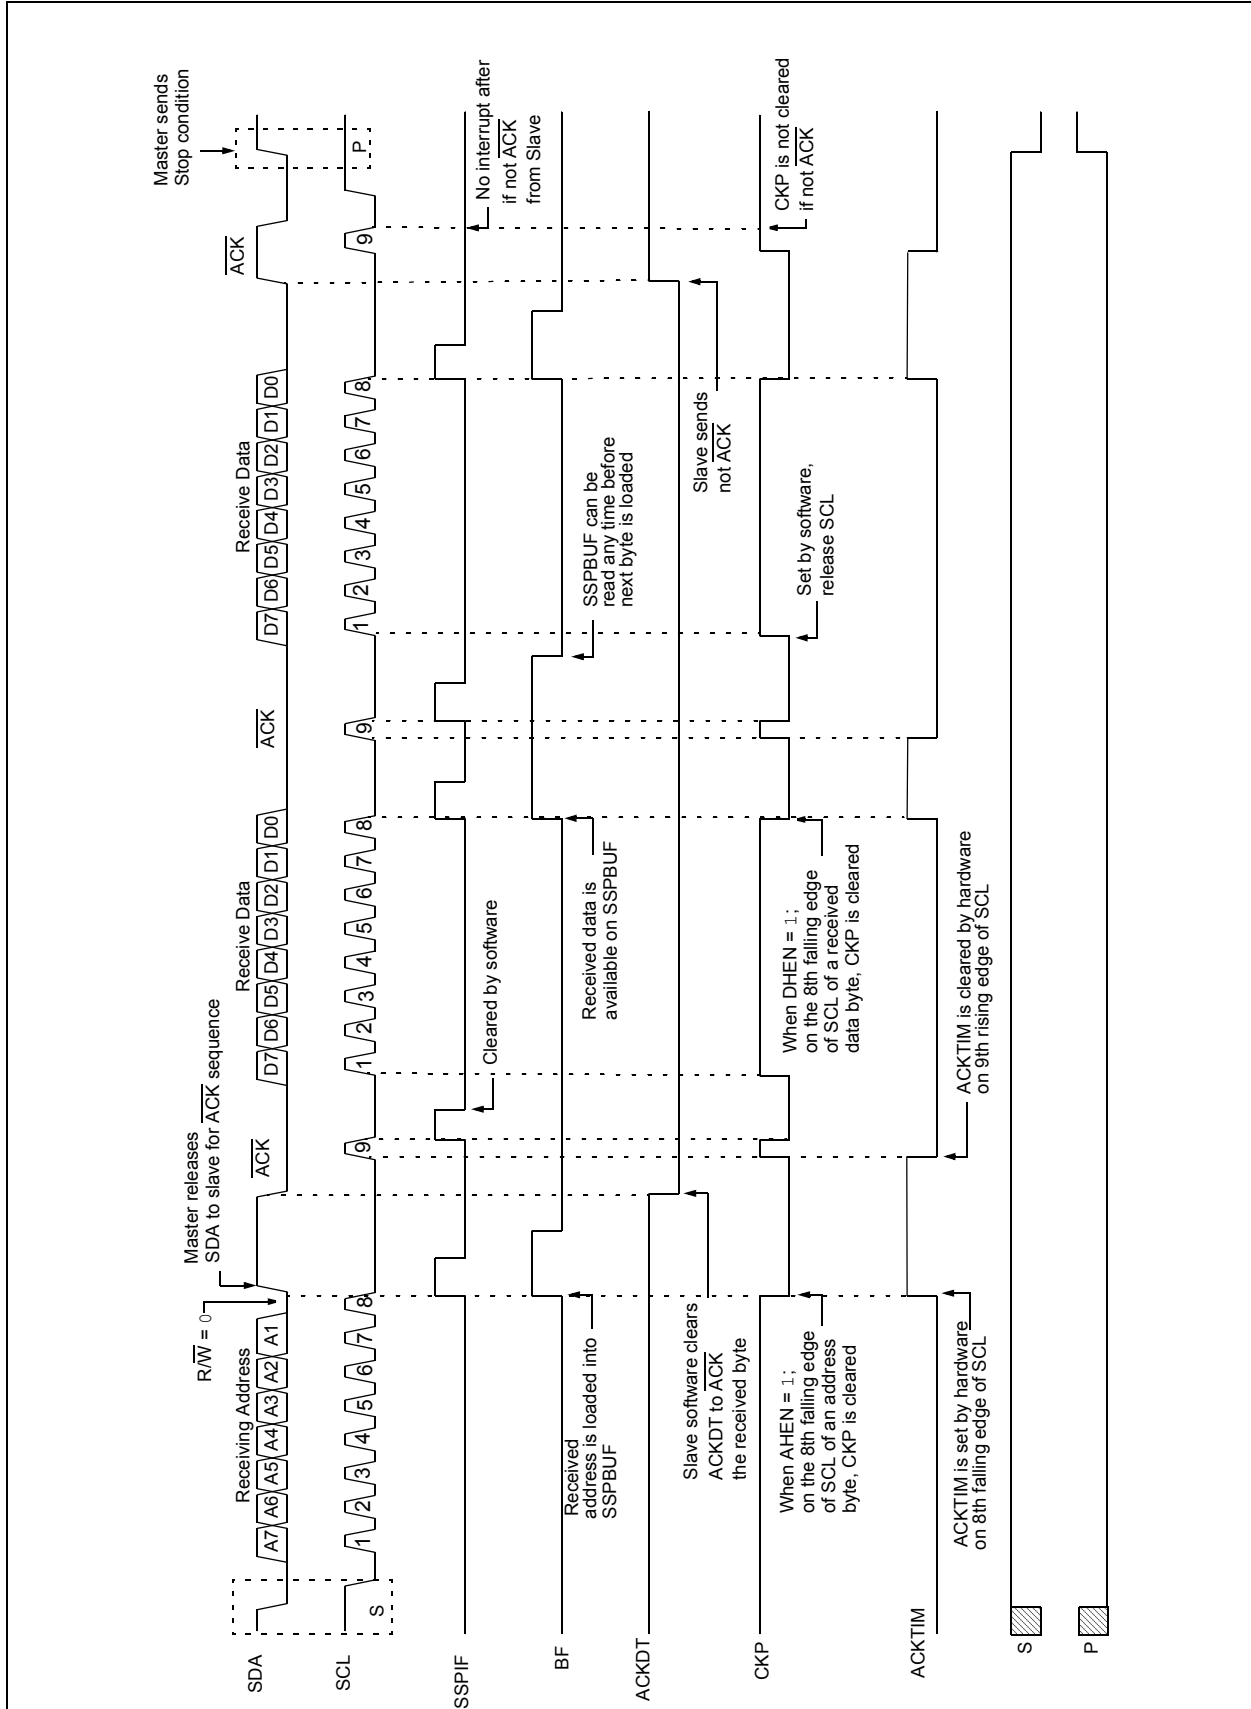 Master sends
Stop condition
Master releases
SDA to slave for ACK sequence
R/W = 0
Receiving Address
ACK
Receive Data
ACK
Receive Data
ACK
SDA
A7 A6 A5 A4 A3 A2 A1
D7 D6 D5 D4 D3 D2 D1 D0
D7 D6 D5 D4 D3 D2 D1 D0
SCL
S
1 2 3 4 5 6 7 8 9
1 2 3 4 5 6 7 8 9
1 2 3 4 5 6 7 8 9
P
SSPIF
Cleared by software
No interrupt after
if not ACK
from Slave
BF
Received
address is loaded into
SSPBUF
Received data is
available on SSPBUF
SSPBUF can be
read any time before
next byte is loaded
ACKDT
Slave software clears
ACKDT to ACK
the received byte
Slave sends
not ACK
CKP
When AHEN = 1;
on the 8th falling edge
of SCL of an address
byte, CKP is cleared
When DHEN = 1;
on the 8th falling edge
of SCL of a received
data byte, CKP is cleared
Set by software,
release SCL
CKP is not cleared
if not ACK
ACKTIM
ACKTIM is set by hardware
on 8th falling edge of SCL
ACKTIM is cleared by hardware
on 9th rising edge of SCL
S
P